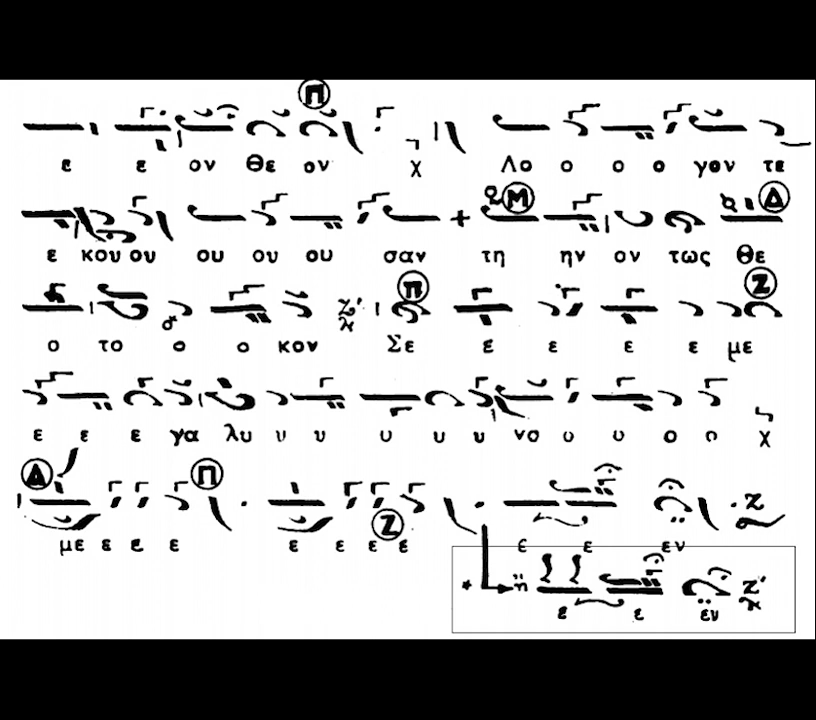 Π
ε ε ον Θε ον χ Λο ο ο ο γον τε
Μ Δ
ε κου ου ου ου ου σαν τη ην ον τως Θε
Π Ζ
ο το ο ο κον Σε ε ε ε ε με
ε ε ε γα λυ υ υ υ υ υ νο ο ο ο ο χ
Δ Π Ζ
με ε ε ε ε ε ε ε ε ε εν
* ε ε εν